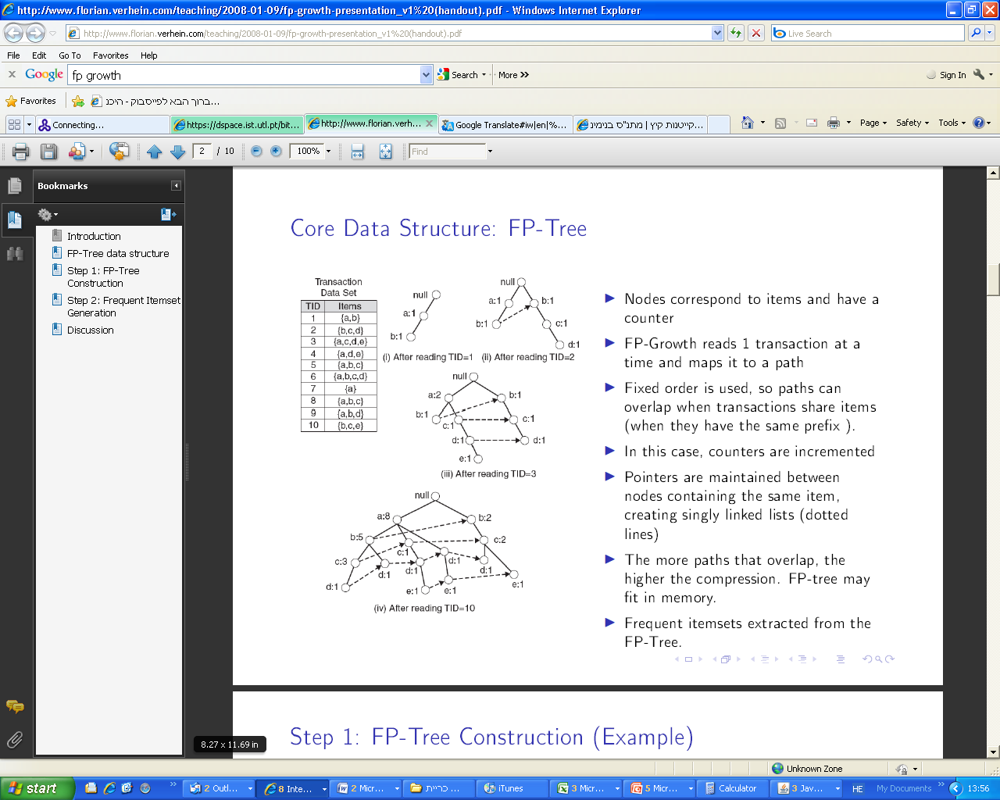 http://www.florian.verhein.com/teaching/2008-01-09/fp-growth-presentation_v1%20(handout).pdf - Windows Internet Explorer
http://www.florian.verhein.com/teaching/2008-01-09/fp-growth-presentation_v1%20(handout).pdf
Live Search
File Edit Go To Favorites Help
x Google fp growth Search More >> Sign In
Favorites ברוך הבא לפייסבוק - היכנ...
Connecting... https://dspace.ist.utl.pt/bit... http://www.florian.verh... Google Translate#iw|en|%... קייטנות קיץ | מתנ"ס בנימינ... Page Safety Tools
2 / 10 100% Find
Bookmarks
Introduction
FP-Tree data structure
Step 1: FP-Tree
Construction
Step 2: Frequent Itemset
Generation
Discussion
8.27 x 11.69 in
Core Data Structure: FP-Tree
Transaction
Data Set
TID Items
1 {a,b}
2 {b,c,d}
3 {a,c,d,e}
4 {a,d,e}
5 {a,b,c}
6 {a,b,c,d}
7 {a}
8 {a,b,c}
9 {a,b,d}
10 {b,c,e}
null
a:1
b:1
(i) After reading TID=1
null
a:1 b:1
b:1 c:1
d:1
(ii) After reading TID=2
null
a:2 b:1
b:1 c:1 c:1
d:1 d:1
e:1
(iii) After reading TID=3
null
a:8 b:2
b:5 c:1 c:2
c:3 d:1 d:1 d:1 d:1
d:1 e:1 e:1 e:1
(iv) After reading TID=10
Nodes correspond to items and have a
counter
FP-Growth reads 1 transaction at a
time and maps it to a path
Fixed order is used, so paths can
overlap when transactions share items
(when they have the same prefix ).
In this case, counters are incremented
Pointers are maintained between
nodes containing the same item,
creating singly linked lists (dotted
lines)
The more paths that overlap, the
higher the compression. FP-tree may
fit in memory.
Frequent itemsets extracted from the
FP-Tree.
Step 1: FP-Tree Construction (Example)
Unknown Zone
start 2 Outl... 8 Inte... 2 Micr... כריית ... iTunes 3 Micr... 5 Micr... Calculator 3 Jav... HE My Documents 13:56